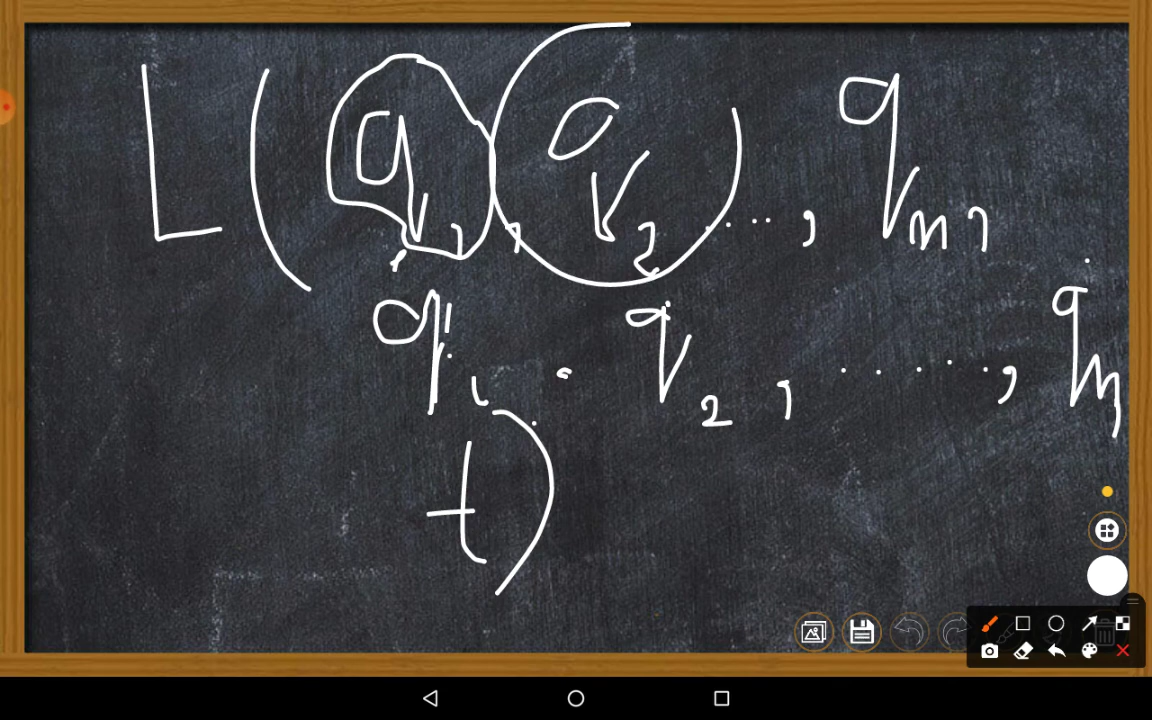 L(q₁, q₂ ...., qₙ,
q̇₁, q̇₂, ....., q̇ₙ,
t)